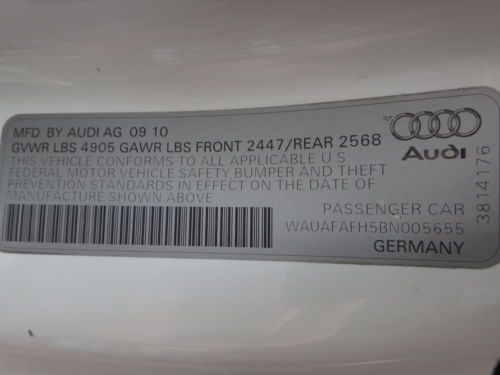 MFD. BY AUDI AG 09 10
GVWR LBS 4905 GAWR LBS FRONT 2447/REAR 2568
THIS VEHICLE CONFORMS TO ALL APPLICABLE U S
FEDERAL MOTOR VEHICLE SAFETY BUMPER AND THEFT
PREVENTION STANDARDS IN EFFECT ON THE DATE OF
MANUFACTURE SHOWN ABOVE
Audi
3814176
PASSENGER CAR
WAUAFAFH5BN005655
GERMANY